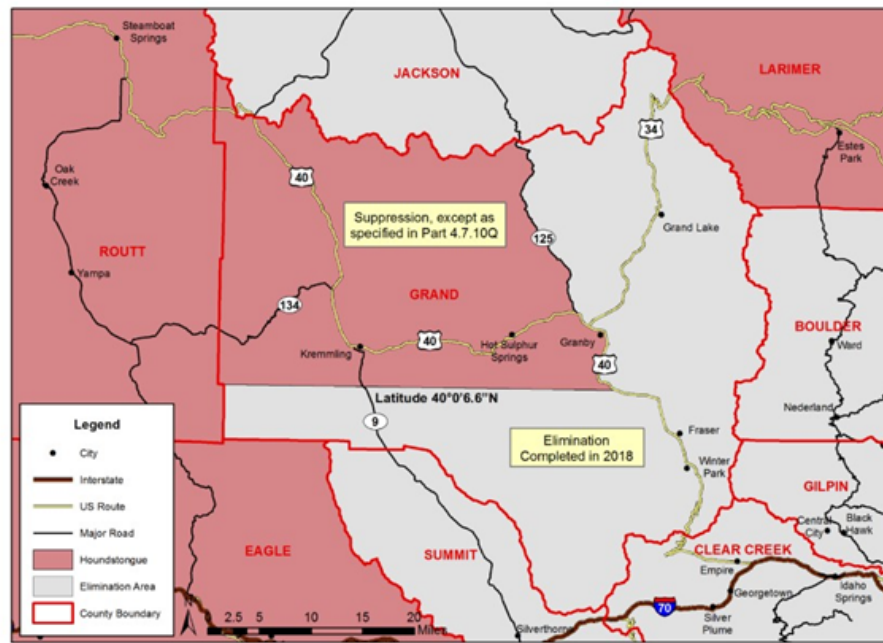 Steamboat
Springs
JACKSON
LARIMER
34
Estes
Park
40
Oak
Creek
Suppression, except as
specified in Part 4.7.10Q
Grand Lake
125
ROUTT
Yampa
134
GRAND
BOULDER
Ward
Kremmling
40
Hot Sulphur
Springs
Granby
40
Latitude 40°0'6.6"N
9
Nederland
Fraser
Elimination
Completed in 2018
Winter
Park
GILPIN
Central
City
Black
Hawk
EAGLE
SUMMIT
CLEAR CREEK
Empire
Georgetown
Idaho
Springs
70
Silver
Plume
Silverthorne
Legend
City
Interstate
US Route
Major Road
Houndstongue
Elimination Area
County Boundary
N
2.5 5 10 15 20
Miles